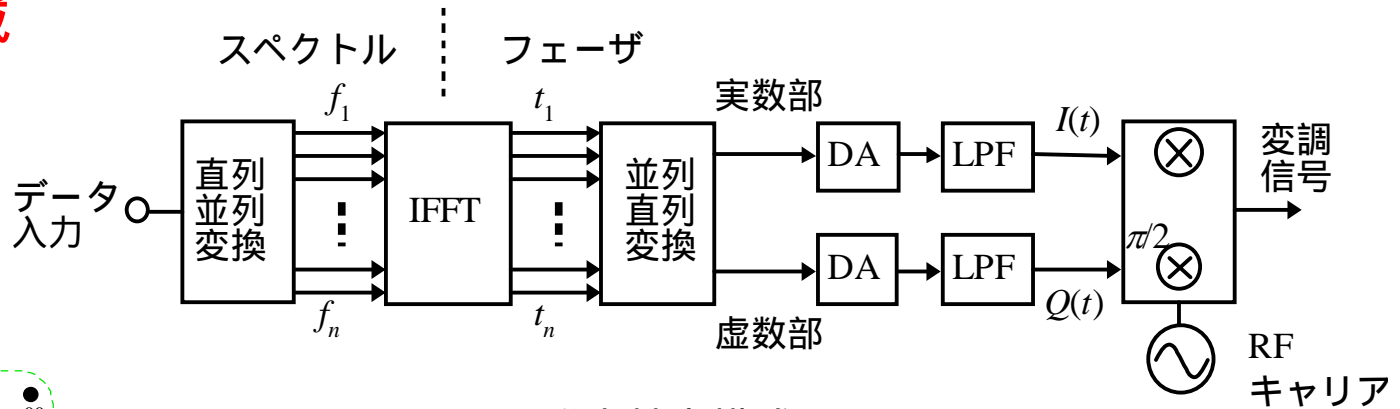 スペクトル
フェーザ
f1
t1
実数部
I(t)
データ
入力
直列
並列
変換
IFFT
並列
直列
変換
DA
LPF
変調
信号
π/2
DA
LPF
fn
tn
虚数部
Q(t)
RF
キャリア